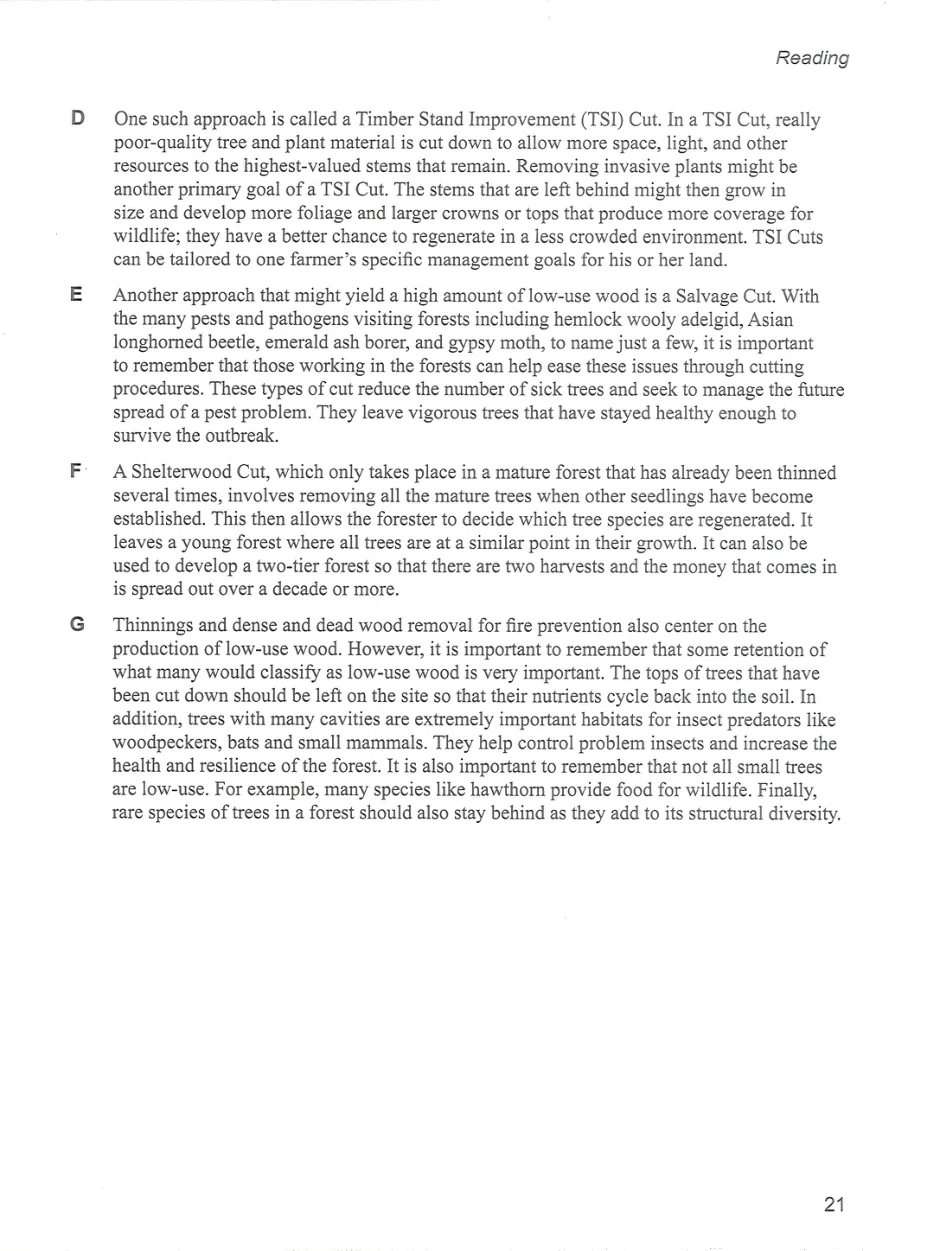 Reading
D One such approach is called a Timber Stand Improvement (TSI) Cut. In a TSI Cut, really
poor-quality tree and plant material is cut down to allow more space, light, and other
resources to the highest-valued stems that remain. Removing invasive plants might be
another primary goal of a TSI Cut. The stems that are left behind might then grow in
size and develop more foliage and larger crowns or tops that produce more coverage for
wildlife; they have a better chance to regenerate in a less crowded environment. TSI Cuts
can be tailored to one farmer's specific management goals for his or her land.
E Another approach that might yield a high amount of low-use wood is a Salvage Cut. With
the many pests and pathogens visiting forests including hemlock wooly adelgid, Asian
longhorned beetle, emerald ash borer, and gypsy moth, to name just a few, it is important
to remember that those working in the forests can help ease these issues through cutting
procedures. These types of cut reduce the number of sick trees and seek to manage the future
spread of a pest problem. They leave vigorous trees that have stayed healthy enough to
survive the outbreak.
F A Shelterwood Cut, which only takes place in a mature forest that has already been thinned
several times, involves removing all the mature trees when other seedlings have become
established. This then allows the forester to decide which tree species are regenerated. It
leaves a young forest where all trees are at a similar point in their growth. It can also be
used to develop a two-tier forest so that there are two harvests and the money that comes in
is spread out over a decade or more.
G Thinnings and dense and dead wood removal for fire prevention also center on the
production of low-use wood. However, it is important to remember that some retention of
what many would classify as low-use wood is very important. The tops of trees that have
been cut down should be left on the site so that their nutrients cycle back into the soil. In
addition, trees with many cavities are extremely important habitats for insect predators like
woodpeckers, bats and small mammals. They help control problem insects and increase the
health and resilience of the forest. It is also important to remember that not all small trees
are low-use. For example, many species like hawthorn provide food for wildlife. Finally,
rare species of trees in a forest should also stay behind as they add to its structural diversity.
21